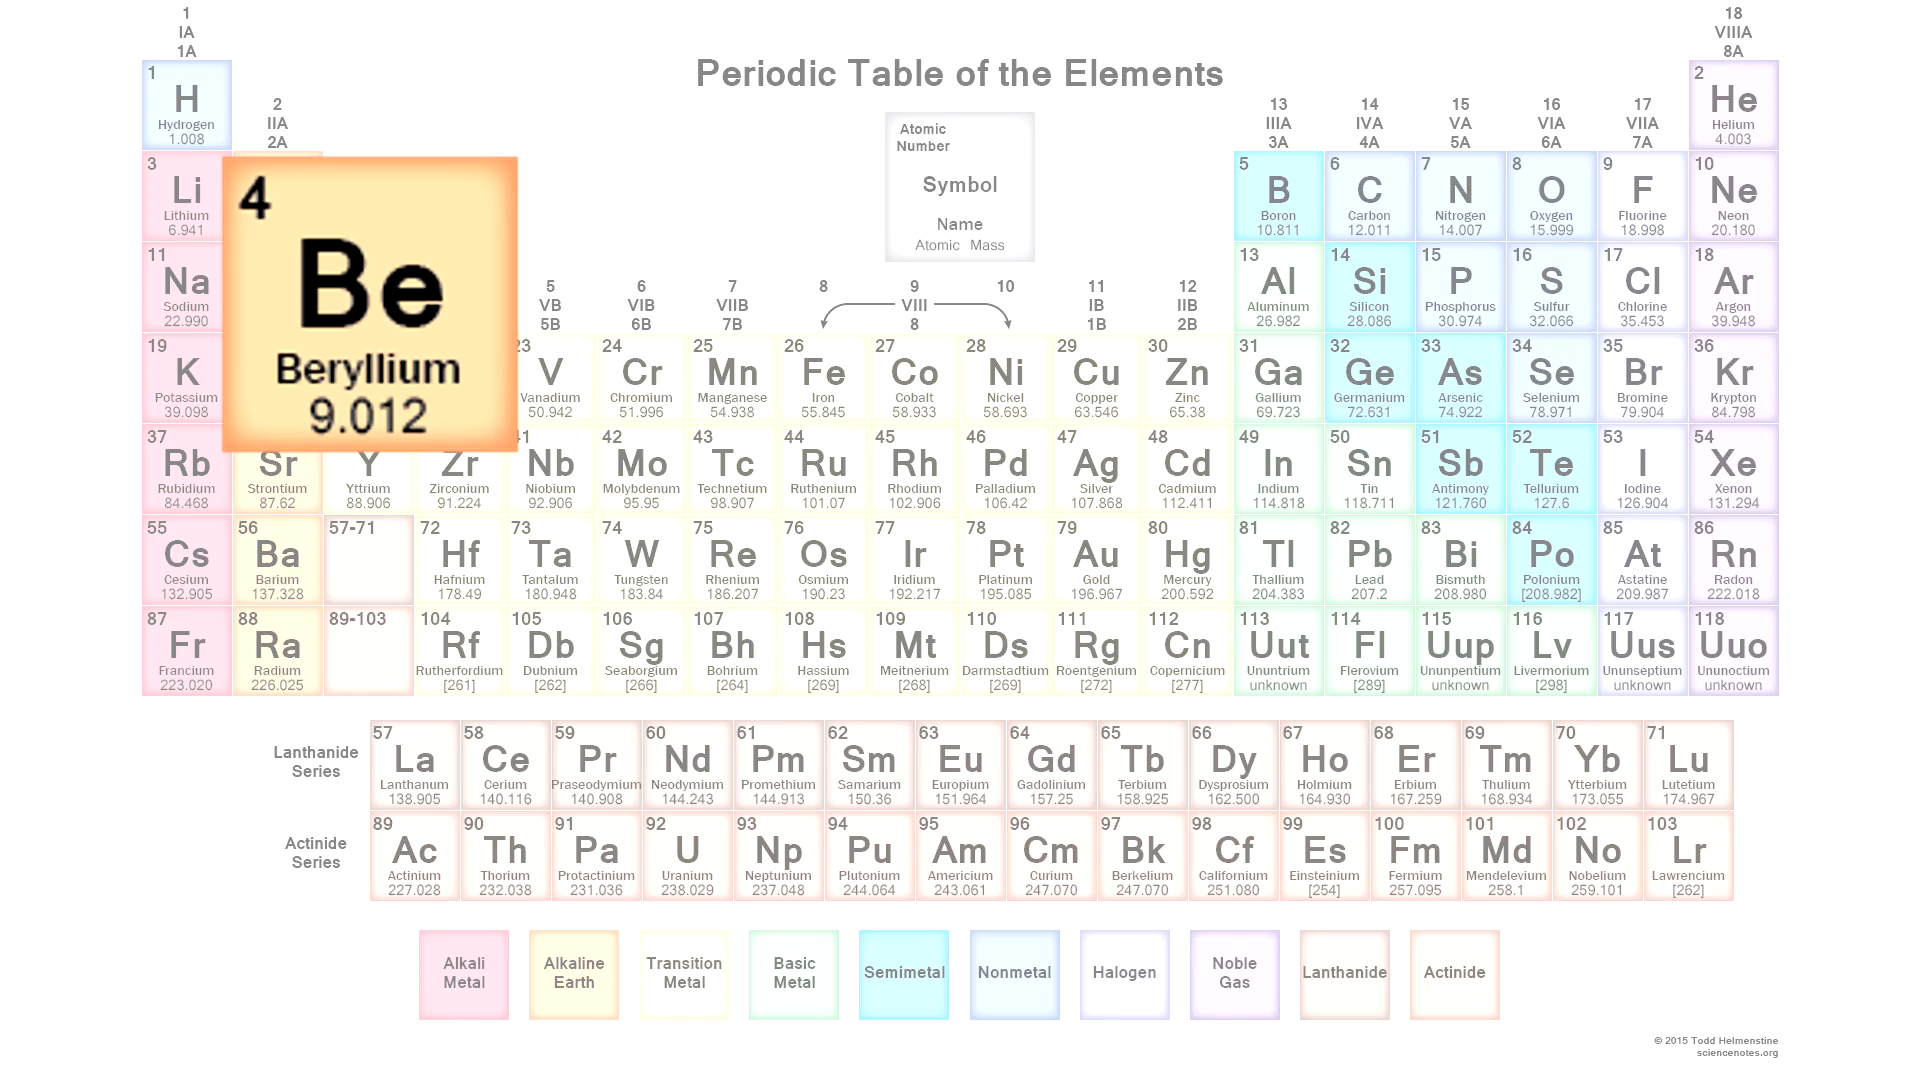 1
IA
1A
18
VIIIA
8A
Periodic Table of the Elements
1
H
Hydrogen
1.008
2
IIA
2A
13
IIIA
3A
14
IVA
4A
15
VA
5A
16
VIA
6A
17
VIIA
7A
2
He
Helium
4.003
Atomic
Number
Symbol
Name
Atomic Mass
3
Li
Lithium
6.941
4
Be
Beryllium
9.012
5
B
Boron
10.811
6
C
Carbon
12.011
7
N
Nitrogen
14.007
8
O
Oxygen
15.999
9
F
Fluorine
18.998
10
Ne
Neon
20.180
11
Na
Sodium
22.990
5
VB
5B
6
VIB
6B
7
VIIB
7B
8
9
VIII
8
10
11
IB
1B
12
IIB
2B
13
Al
Aluminum
26.982
14
Si
Silicon
28.086
15
P
Phosphorus
30.974
16
S
Sulfur
32.066
17
Cl
Chlorine
35.453
18
Ar
Argon
39.948
19
K
Potassium
39.098
23
V
Vanadium
50.942
24
Cr
Chromium
51.996
25
Mn
Manganese
54.938
26
Fe
Iron
55.845
27
Co
Cobalt
58.933
28
Ni
Nickel
58.693
29
Cu
Copper
63.546
30
Zn
Zinc
65.38
31
Ga
Gallium
69.723
32
Ge
Germanium
72.631
33
As
Arsenic
74.922
34
Se
Selenium
78.971
35
Br
Bromine
79.904
36
Kr
Krypton
84.798
37
Rb
Rubidium
84.468
Sr
Strontium
87.62
Y
Yttrium
88.906
Zr
Zirconium
91.224
41
Nb
Niobium
92.906
42
Mo
Molybdenum
95.95
43
Tc
Technetium
98.907
44
Ru
Ruthenium
101.07
45
Rh
Rhodium
102.906
46
Pd
Palladium
106.42
47
Ag
Silver
107.868
48
Cd
Cadmium
112.411
49
In
Indium
114.818
50
Sn
Tin
118.711
51
Sb
Antimony
121.760
52
Te
Tellurium
127.6
53
I
Iodine
126.904
54
Xe
Xenon
131.294
55
Cs
Cesium
132.905
56
Ba
Barium
137.328
57-71
72
Hf
Hafnium
178.49
73
Ta
Tantalum
180.948
74
W
Tungsten
183.84
75
Re
Rhenium
186.207
76
Os
Osmium
190.23
77
Ir
Iridium
192.217
78
Pt
Platinum
195.085
79
Au
Gold
196.967
80
Hg
Mercury
200.592
81
Tl
Thallium
204.383
82
Pb
Lead
207.2
83
Bi
Bismuth
208.980
84
Po
Polonium
[208.982]
85
At
Astatine
209.987
86
Rn
Radon
222.018
87
Fr
Francium
223.020
88
Ra
Radium
226.025
89-103
104
Rf
Rutherfordium
[261]
105
Db
Dubnium
[262]
106
Sg
Seaborgium
[266]
107
Bh
Bohrium
[264]
108
Hs
Hassium
[269]
109
Mt
Meitnerium
[268]
110
Ds
Darmstadtium
[269]
111
Rg
Roentgenium
[272]
112
Cn
Copernicium
[277]
113
Uut
Ununtrium
unknown
114
Fl
Flerovium
[289]
115
Uup
Ununpentium
unknown
116
Lv
Livermorium
[298]
117
Uus
Ununseptium
unknown
118
Uuo
Ununoctium
unknown
Lanthanide
Series
57
La
Lanthanum
138.905
58
Ce
Cerium
140.116
59
Pr
Praseodymium
140.908
60
Nd
Neodymium
144.243
61
Pm
Promethium
144.913
62
Sm
Samarium
150.36
63
Eu
Europium
151.964
64
Gd
Gadolinium
157.25
65
Tb
Terbium
158.925
66
Dy
Dysprosium
162.500
67
Ho
Holmium
164.930
68
Er
Erbium
167.259
69
Tm
Thulium
168.934
70
Yb
Ytterbium
173.055
71
Lu
Lutetium
174.967
Actinide
Series
89
Ac
Actinium
227.028
90
Th
Thorium
232.038
91
Pa
Protactinium
231.036
92
U
Uranium
238.029
93
Np
Neptunium
237.048
94
Pu
Plutonium
244.064
95
Am
Americium
243.061
96
Cm
Curium
247.070
97
Bk
Berkelium
247.070
98
Cf
Californium
251.080
99
Es
Einsteinium
[254]
100
Fm
Fermium
257.095
101
Md
Mendelevium
258.1
102
No
Nobelium
259.101
103
Lr
Lawrencium
[262]
Alkali
Metal
Alkaline
Earth
Transition
Metal
Basic
Metal
Semimetal
Nonmetal
Halogen
Noble
Gas
Lanthanide
Actinide
© 2015 Todd Helmenstine
sciencenotes.org